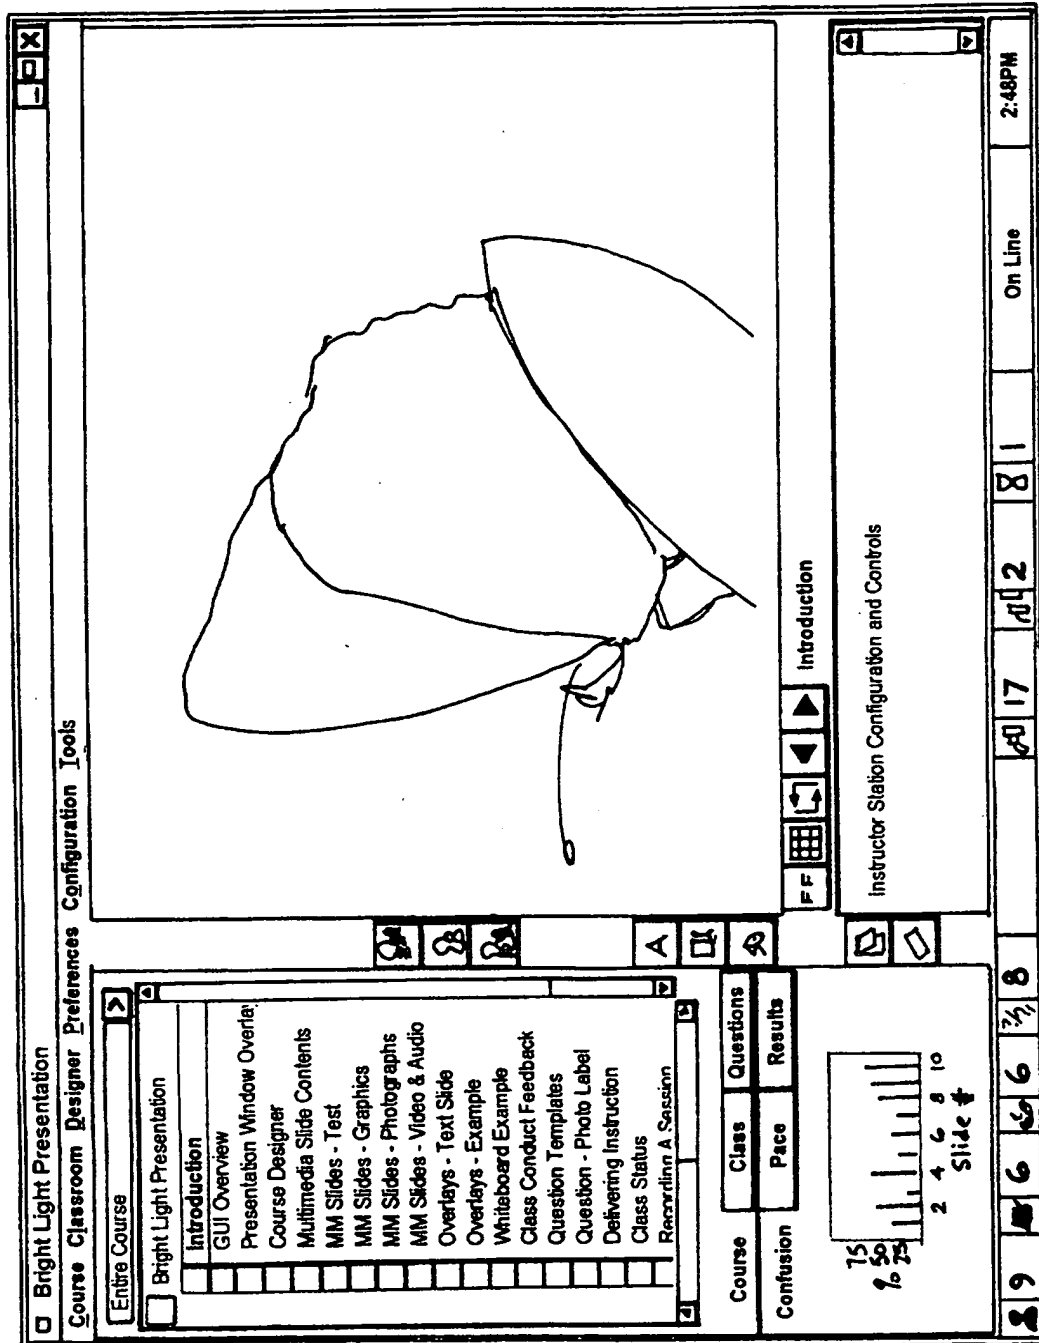 Bright Light Presentation
Course Classroom Designer Preferences Configuration Tools
Entire Course
Bright Light Presentation
Introduction
GUI Overview
Presentation Window Overlay
Course Designer
Multimedia Slide Contents
MM Slides - Test
MM Slides - Graphics
MM Slides - Photographs
MM Slides - Video & Audio
Overlays - Text Slide
Overlays - Example
Whiteboard Example
Class Conduct Feedback
Question Templates
Question - Photo Label
Delivering Instruction
Class Status
Recording A Session
A
FF
Introduction
Course Class Questions
Confusion Pace Results
75
% 50
25
2 4 6 8 10
Slide #
Instructor Station Configuration and Controls
9 6 6 8 17 2 1 On Line 2:48PM